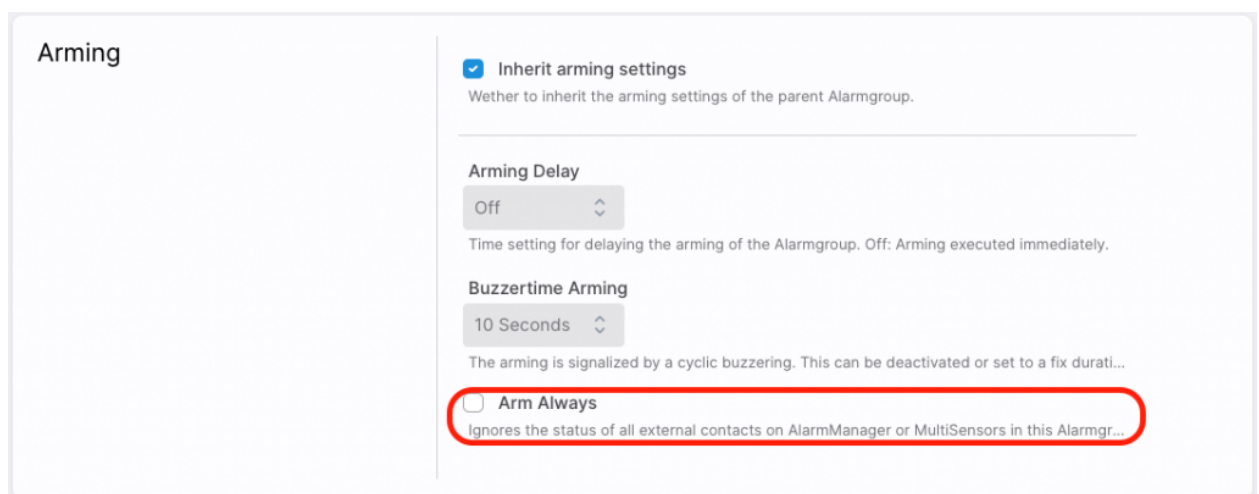 Arming
Inherit arming settings
Wether to inherit the arming settings of the parent Alarmgroup.
Arming Delay
Off
Time setting for delaying the arming of the Alarmgroup. Off: Arming executed immediately.
Buzzertime Arming
10 Seconds
The arming is signalized by a cyclic buzzering. This can be deactivated or set to a fix durati...
Arm Always
Ignores the status of all external contacts on AlarmManager or MultiSensors in this Alarmgr...